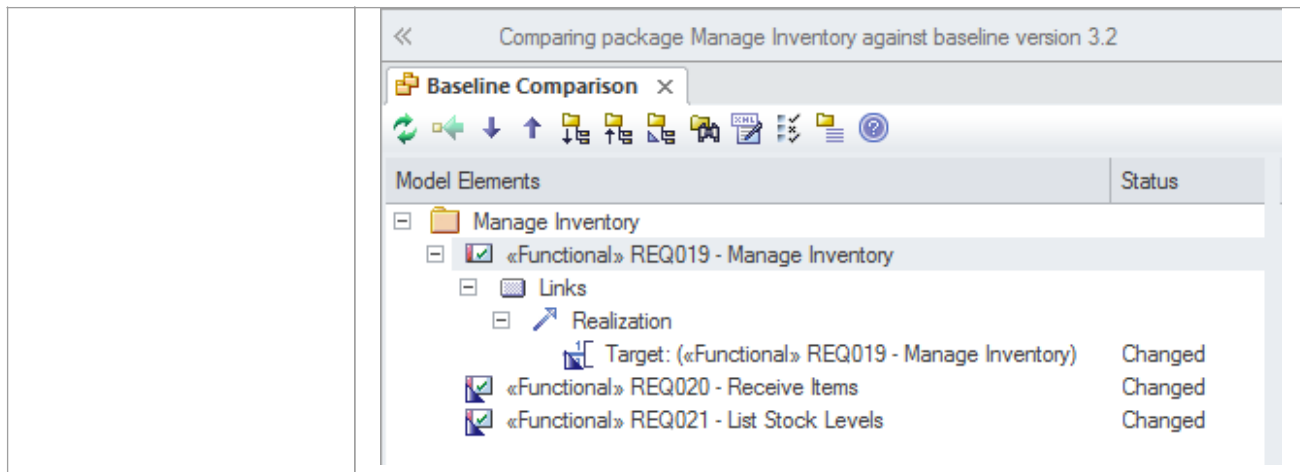 Comparing package Manage Inventory against baseline version 3.2
Baseline Comparison
Model Elements Status
Manage Inventory
«Functional» REQ019 - Manage Inventory
Links
Realization
Target: («Functional» REQ019 - Manage Inventory) Changed
«Functional» REQ020 - Receive Items Changed
«Functional» REQ021 - List Stock Levels Changed